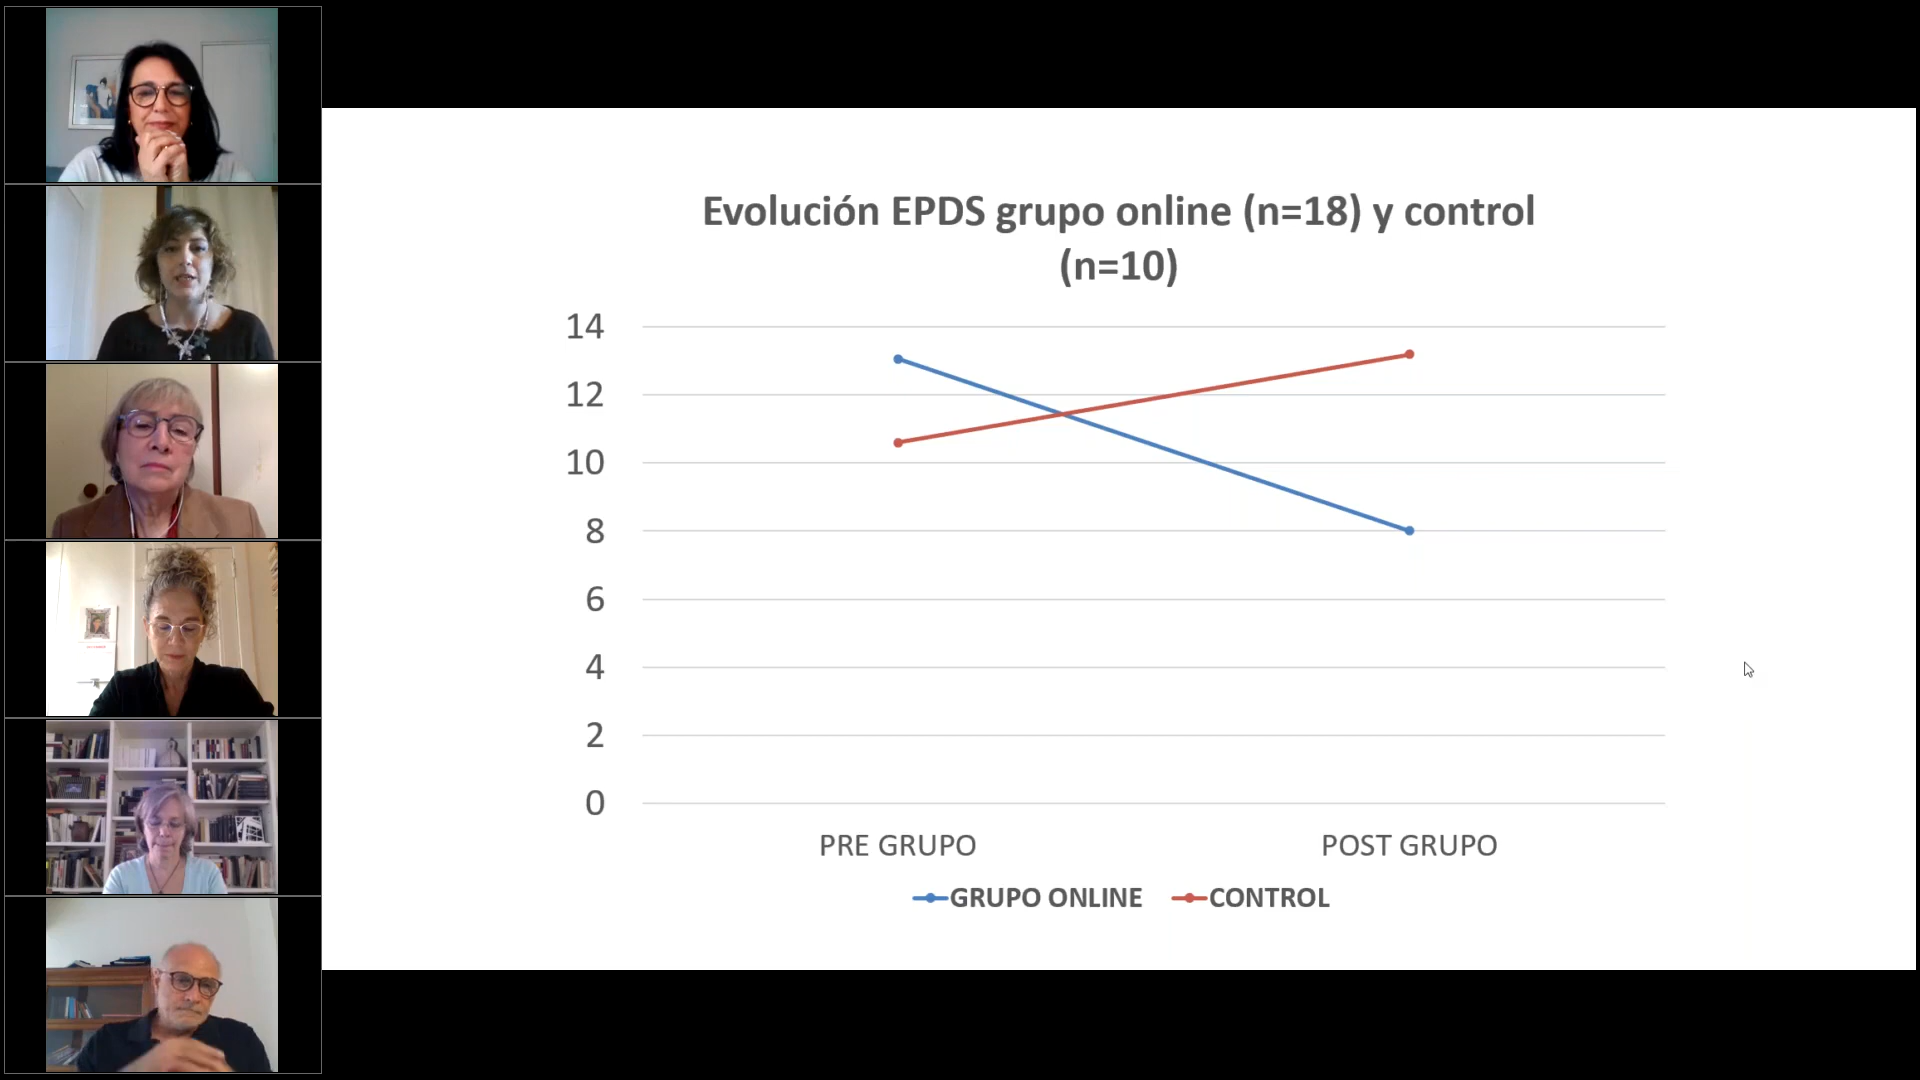 Evolución EPDS grupo online (n=18) y control
(n=10)
14
12
10
8
6
4
2
0
PRE GRUPO
POST GRUPO
GRUPO ONLINE
CONTROL